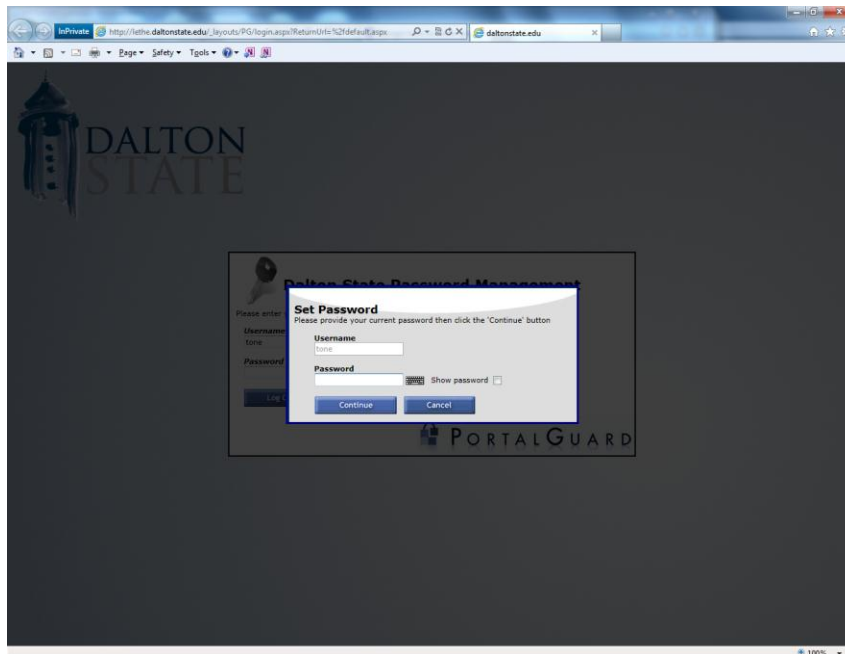 InPrivate http://lethe.daltonstate.edu/_layouts/PG/login.aspx?ReturnUrl=%2fdefault.aspx daltonstate.edu
Page Safety Tools
DALTON
STATE
Dalton State Password Management
Please enter
Username
tone
Password
Log
Set Password
Please provide your current password then click the 'Continue' button
Username
tone
Password
Show password
Continue Cancel
PORTALGUARD
100%